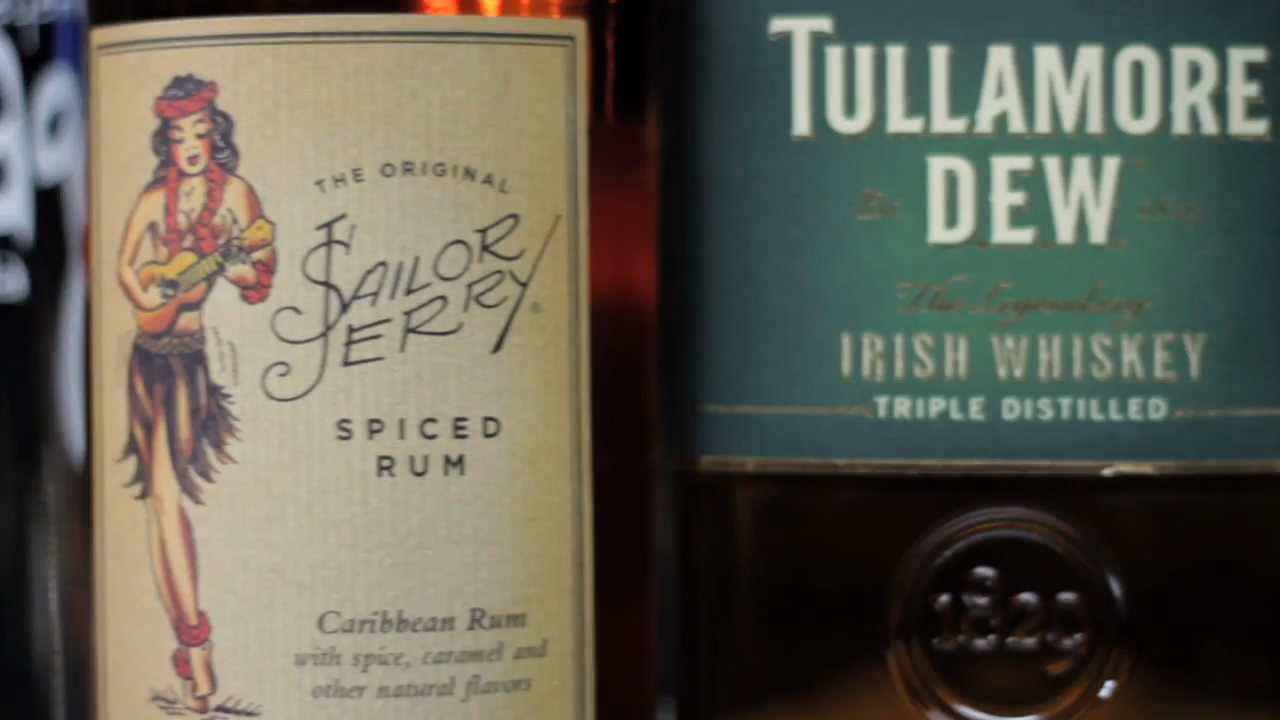 THE ORIGINAL
SAILOR
JERRY®
SPICED
RUM
Caribbean Rum
with spice, caramel and
other natural flavors
TULLAMORE
DEW
The Legendary
IRISH WHISKEY
TRIPLE DISTILLED
1829